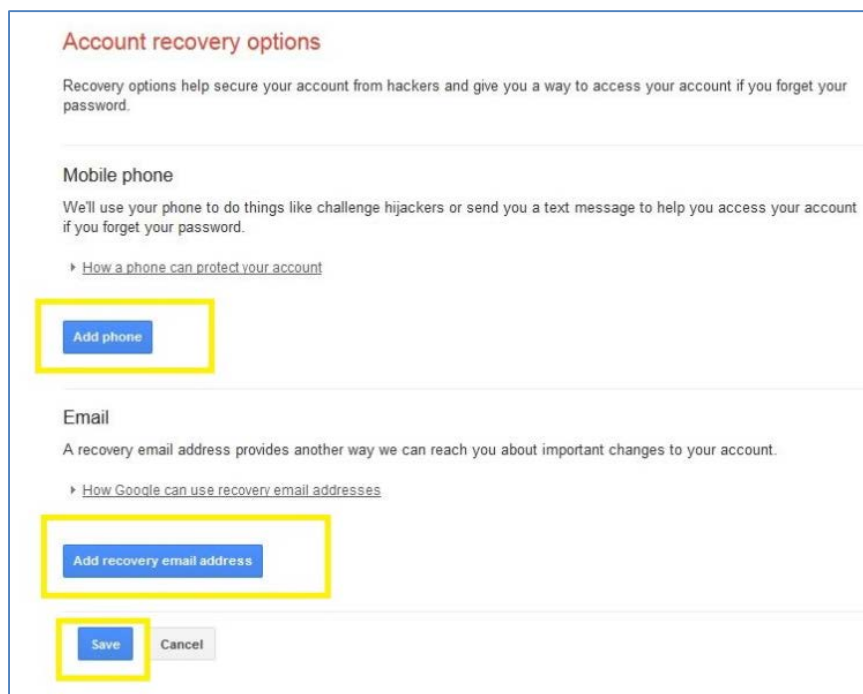 Account recovery options
Recovery options help secure your account from hackers and give you a way to access your account if you forget your
password.
Mobile phone
We'll use your phone to do things like challenge hijackers or send you a text message to help you access your account
if you forget your password.
How a phone can protect your account
Add phone
Email
A recovery email address provides another way we can reach you about important changes to your account.
How Google can use recovery email addresses
Add recovery email address
Save Cancel